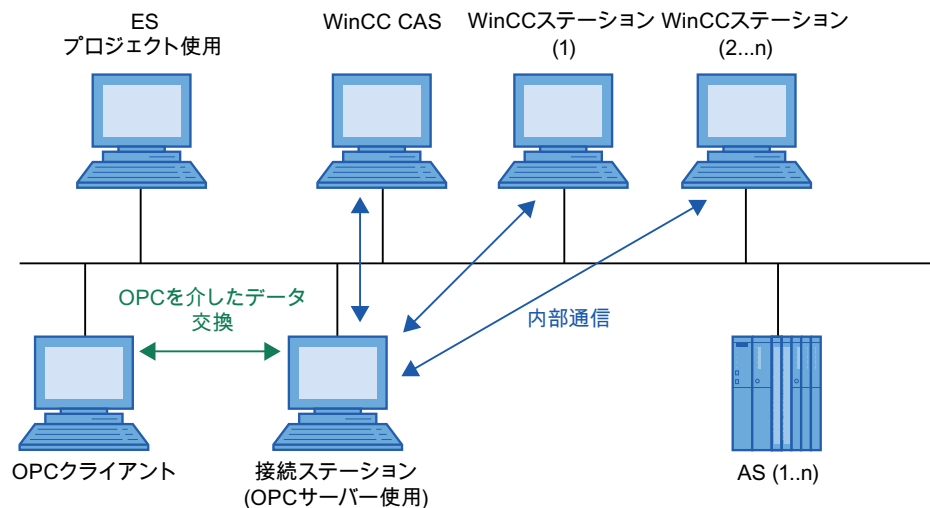 ES
プロジェクト使用
WinCC CAS
WinCCステーション
(1)
WinCCステーション
(2...n)
OPCを介したデータ
交換
内部通信
OPCクライアント
接続ステーション
(OPCサーバー使用)
AS (1..n)